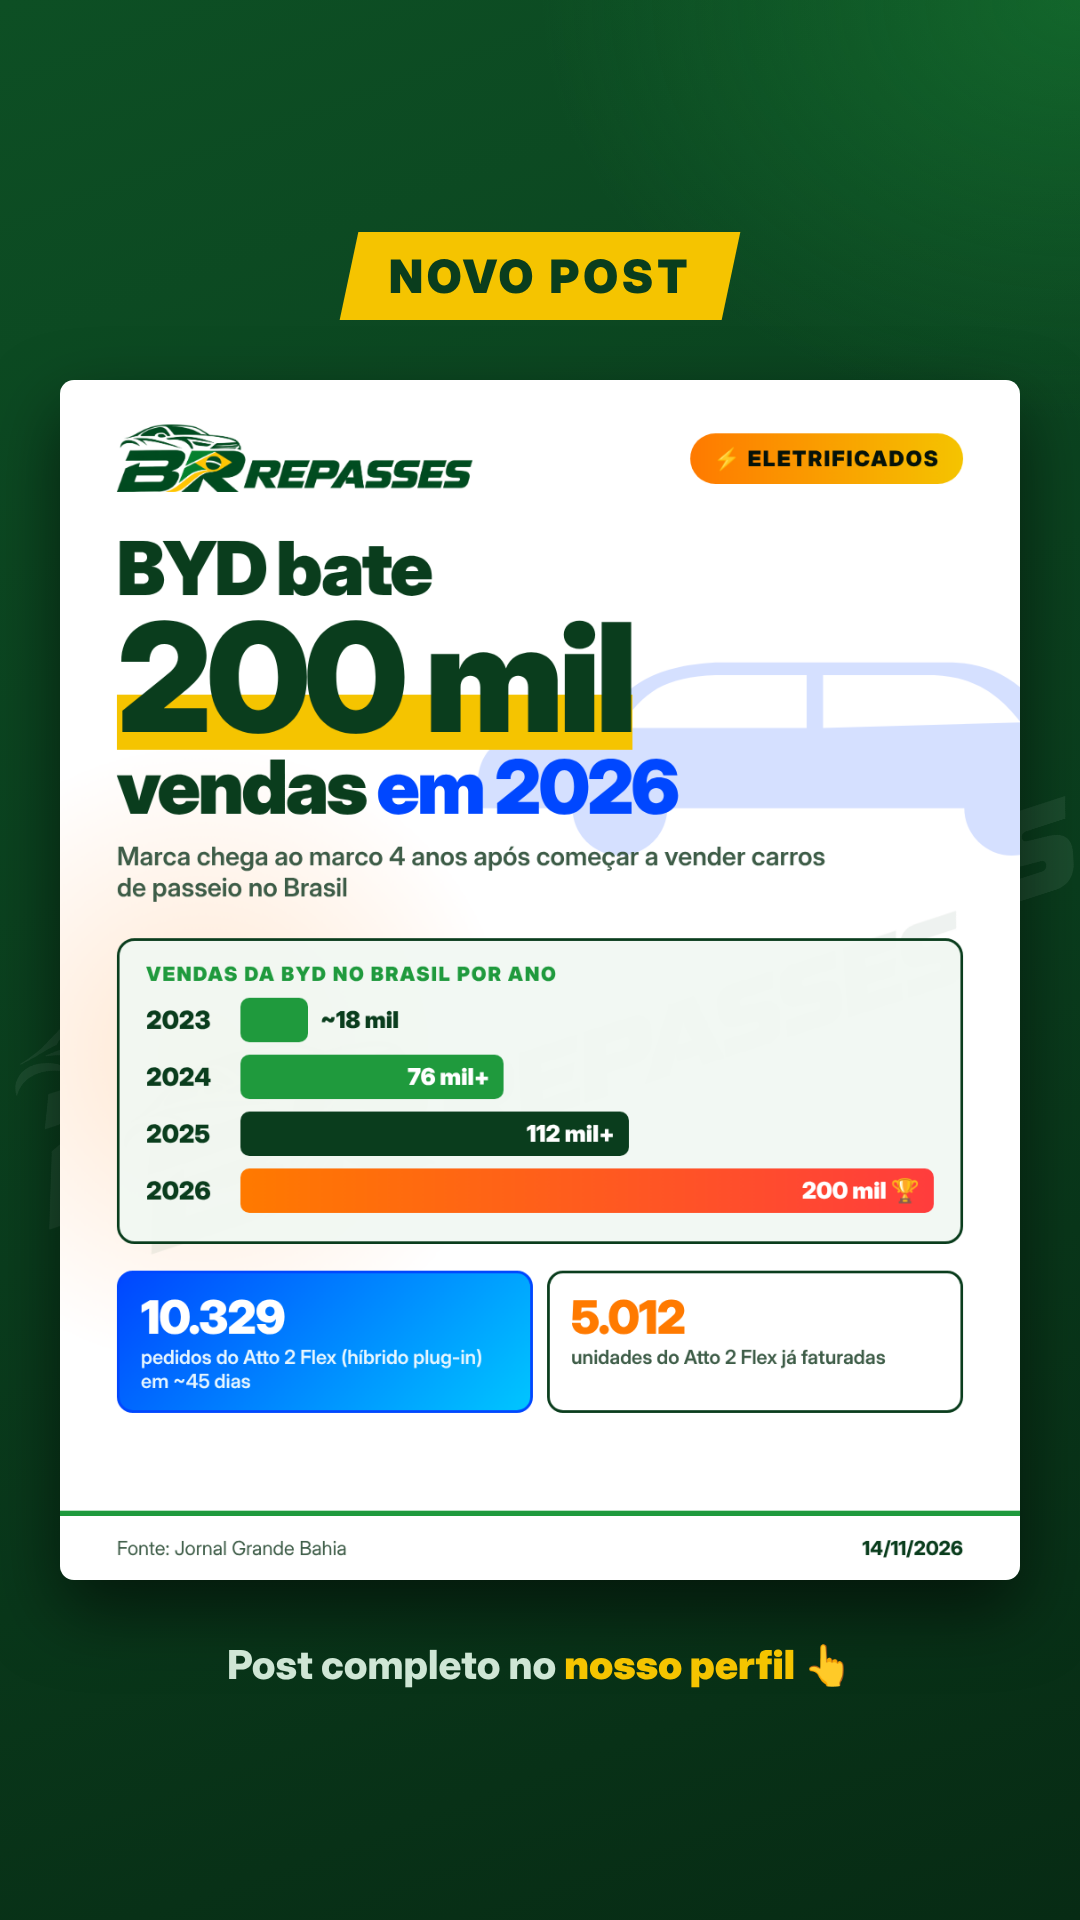 NOVO POST
BR REPASSES
⚡ ELETRIFICADOS
BYD bate
200 mil
vendas em 2026
Marca chega ao marco 4 anos após começar a vender carros
de passeio no Brasil
VENDAS DA BYD NO BRASIL POR ANO
2023 ~18 mil
2024 76 mil+
2025 112 mil+
2026 200 mil 🏆
10.329
pedidos do Atto 2 Flex (híbrido plug-in)
em ~45 dias
5.012
unidades do Atto 2 Flex já faturadas
Fonte: Jornal Grande Bahia
14/11/2026
Post completo no nosso perfil 👆